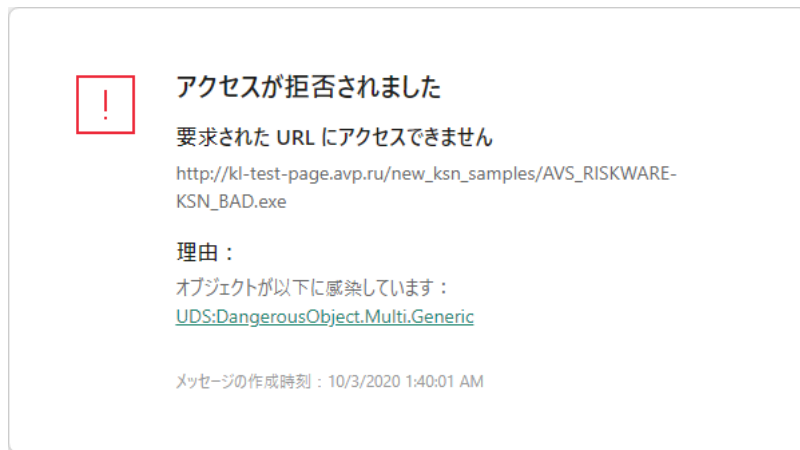 !
アクセスが拒否されました
要求された URL にアクセスできません
http://kl-test-page.avp.ru/new_ksn_samples/AVS_RISKWARE-
KSN_BAD.exe
理由：
オブジェクトが以下に感染しています：
UDS:DangerousObject.Multi.Generic
メッセージの作成時刻：10/3/2020 1:40:01 AM